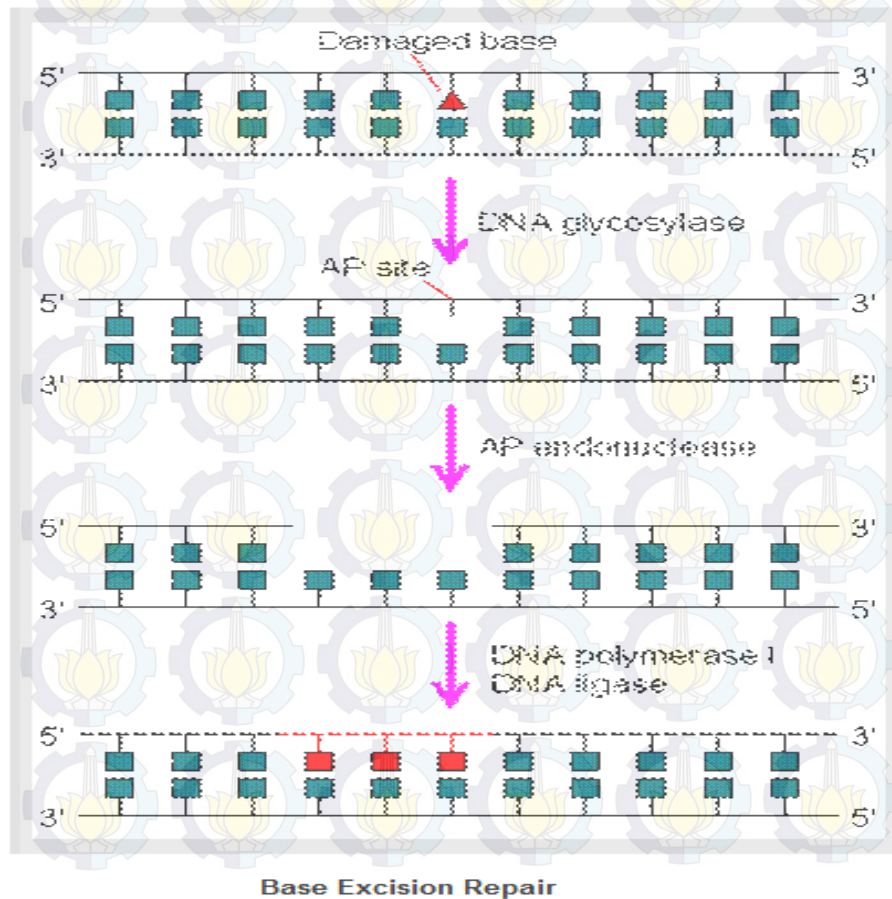 Damaged base
5' 3'
3' 5'
DNA glycosylase
AP site
5' 3'
3' 5'
AP endonuclease
5' 3'
3' 5'
DNA polymerase I
DNA ligase
5' 3'
3' 5'
Base Excision Repair